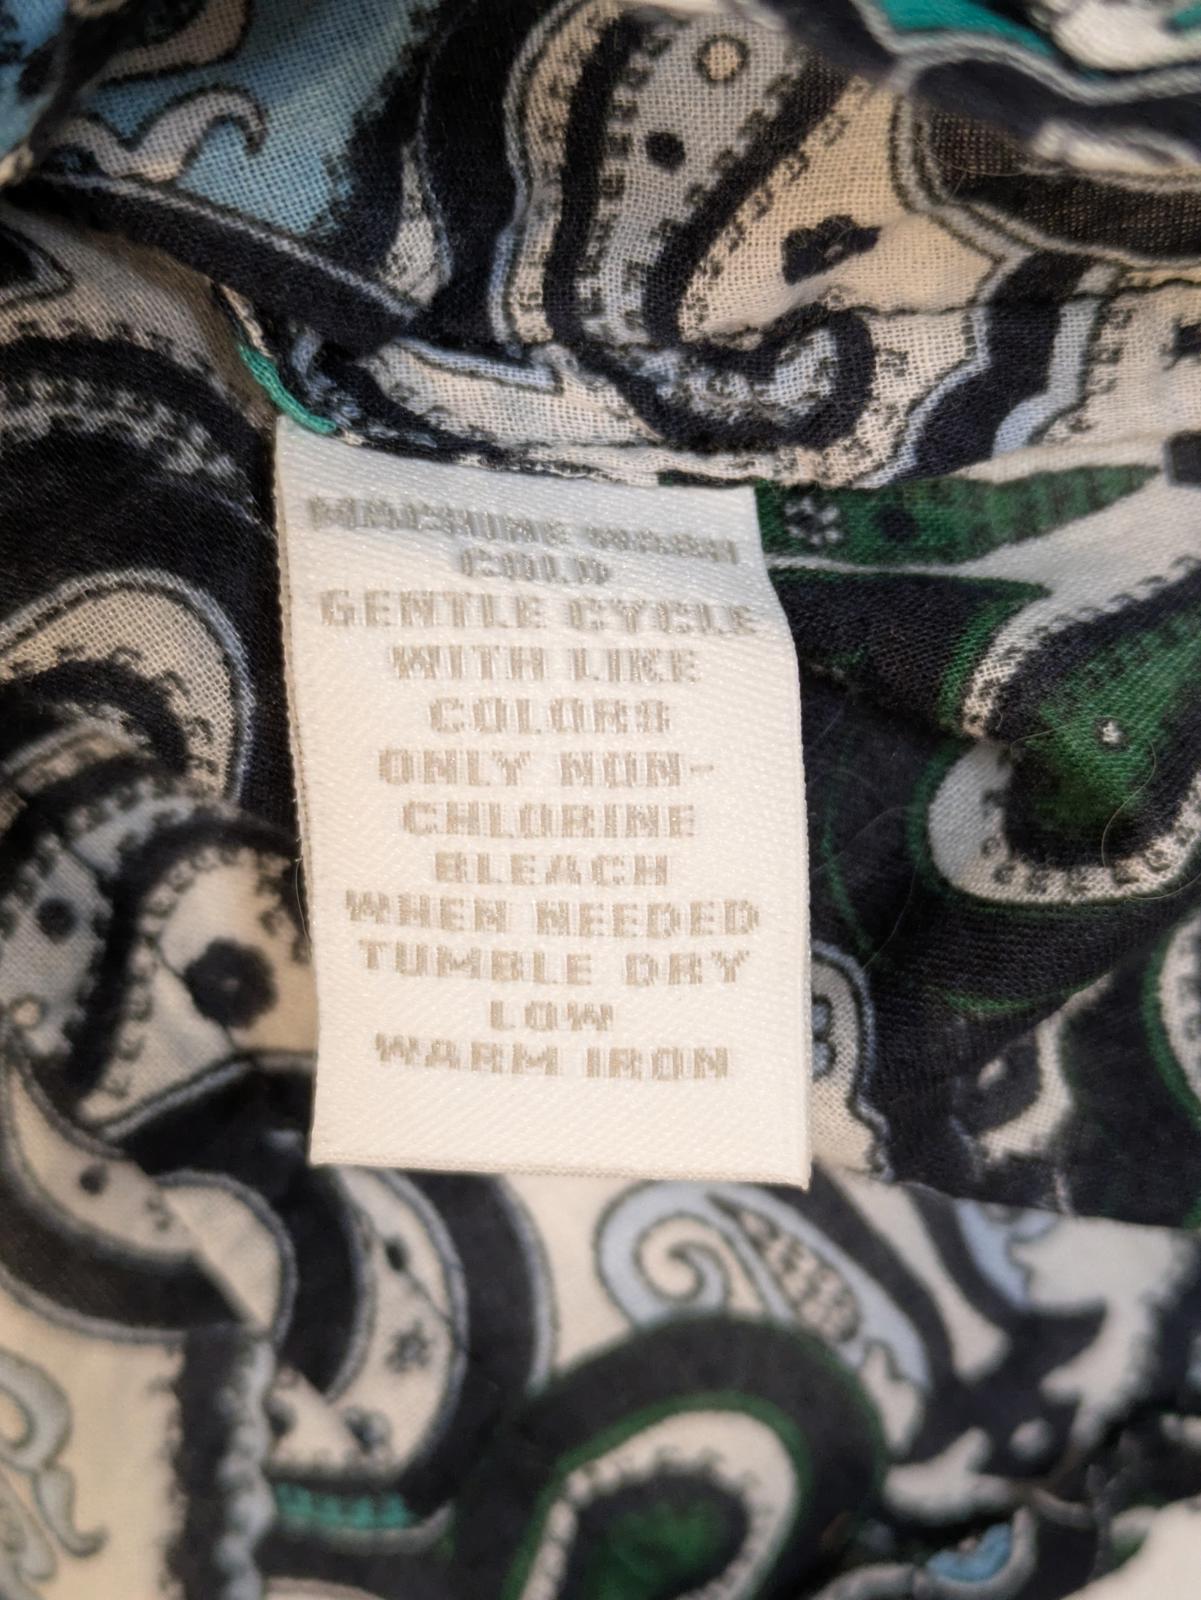 MACHINE WASH
COLD
GENTLE CYCLE
WITH LIKE
COLORS
ONLY NON-
CHLORINE
BLEACH
WHEN NEEDED
TUMBLE DRY
LOW
WARM IRON